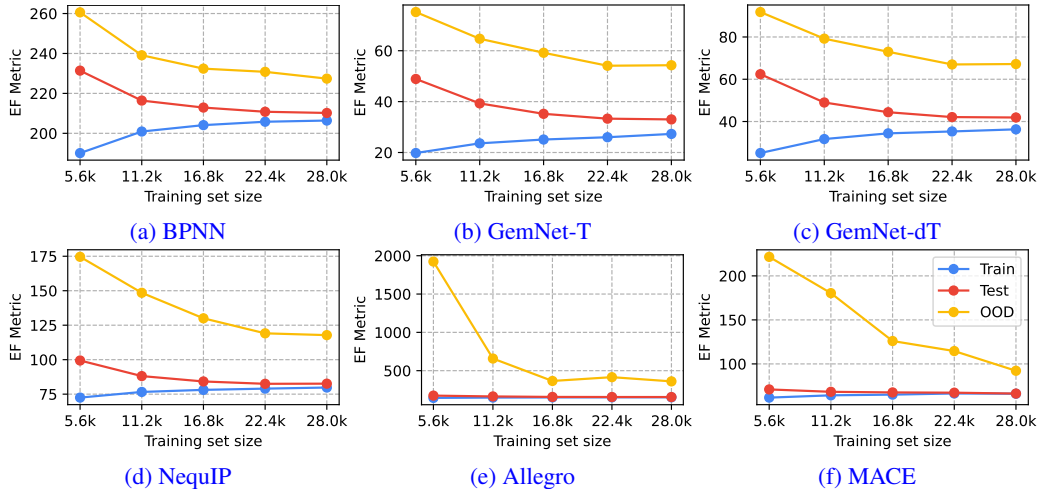 260
240
220
200
EF Metric
5.6k 11.2k 16.8k 22.4k 28.0k
Training set size
(a) BPNN
60
40
20
EF Metric
5.6k 11.2k 16.8k 22.4k 28.0k
Training set size
(b) GemNet-T
80
60
40
EF Metric
5.6k 11.2k 16.8k 22.4k 28.0k
Training set size
(c) GemNet-dT
175
150
125
100
75
EF Metric
5.6k 11.2k 16.8k 22.4k 28.0k
Training set size
(d) NequIP
2000
1500
1000
500
EF Metric
5.6k 11.2k 16.8k 22.4k 28.0k
Training set size
(e) Allegro
200
150
100
EF Metric
Train
Test
OOD
5.6k 11.2k 16.8k 22.4k 28.0k
Training set size
(f) MACE